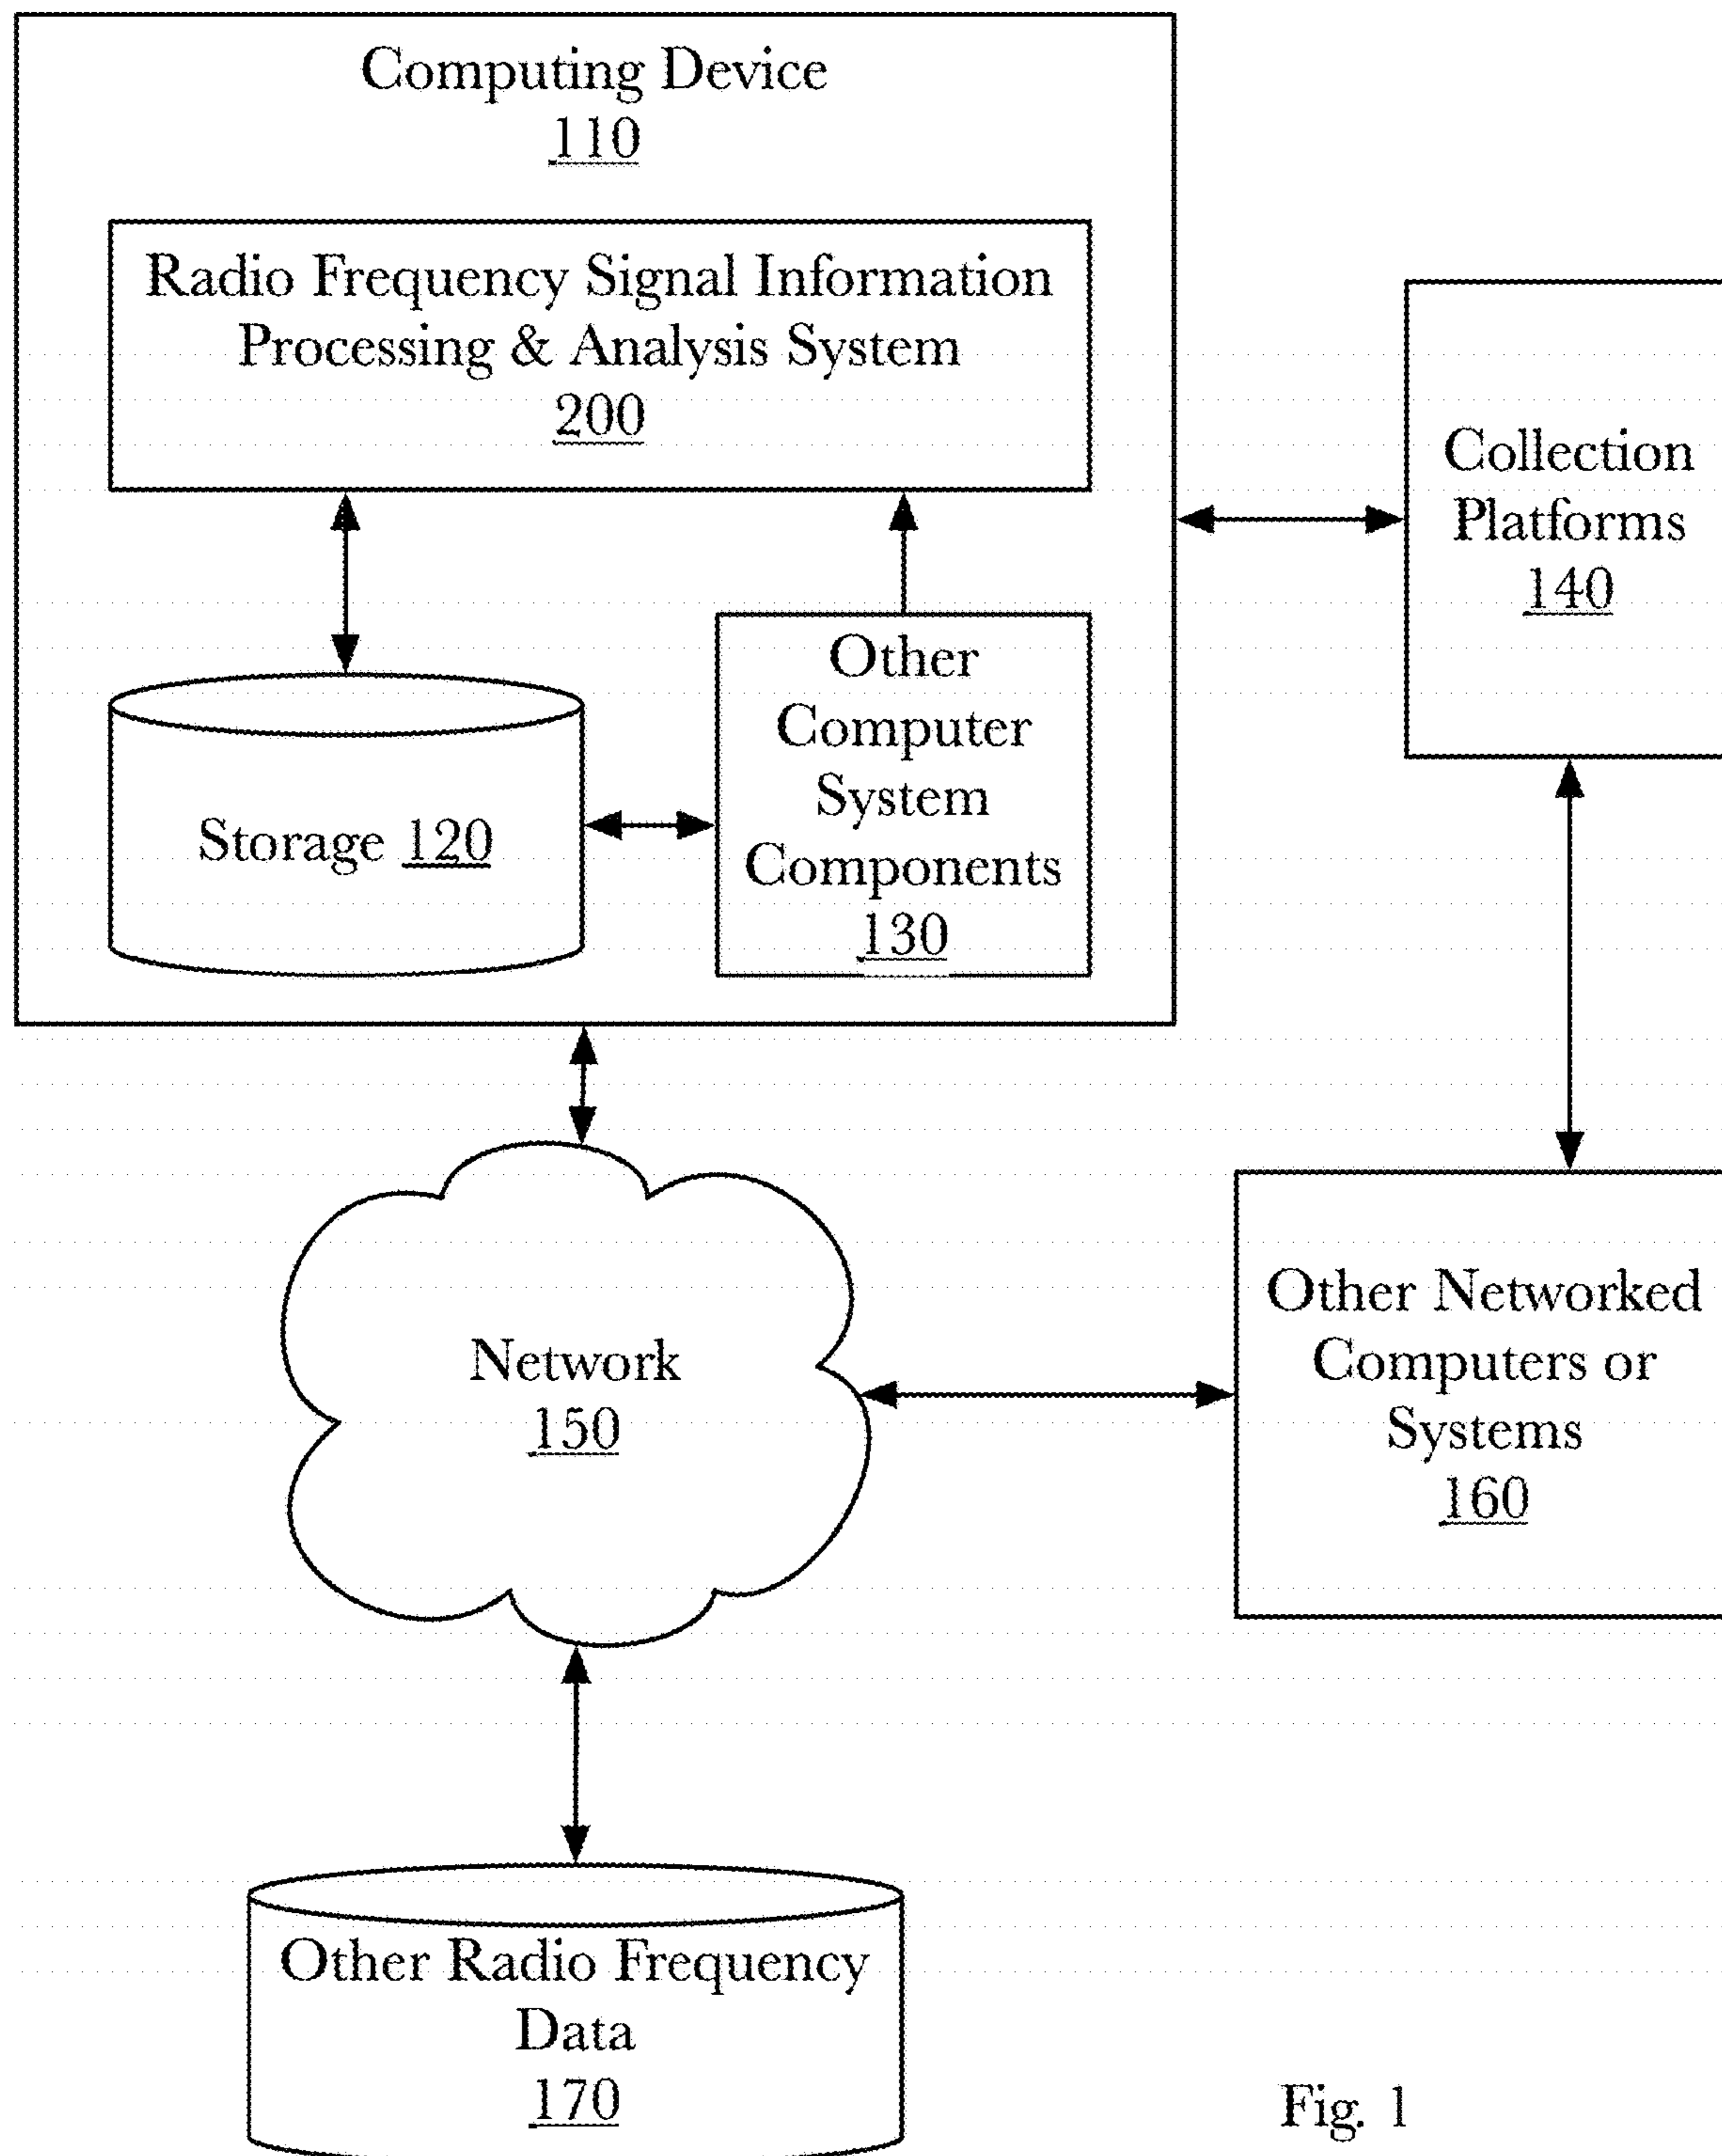 Computing Device
110
Radio Frequency Signal Information
Processing & Analysis System
200
Collection
Platforms
140
Other
Computer
System
Components
130
Storage 120
Network
150
Other Networked
Computers or
Systems
160
Other Radio Frequency
Data
170
Fig. 1